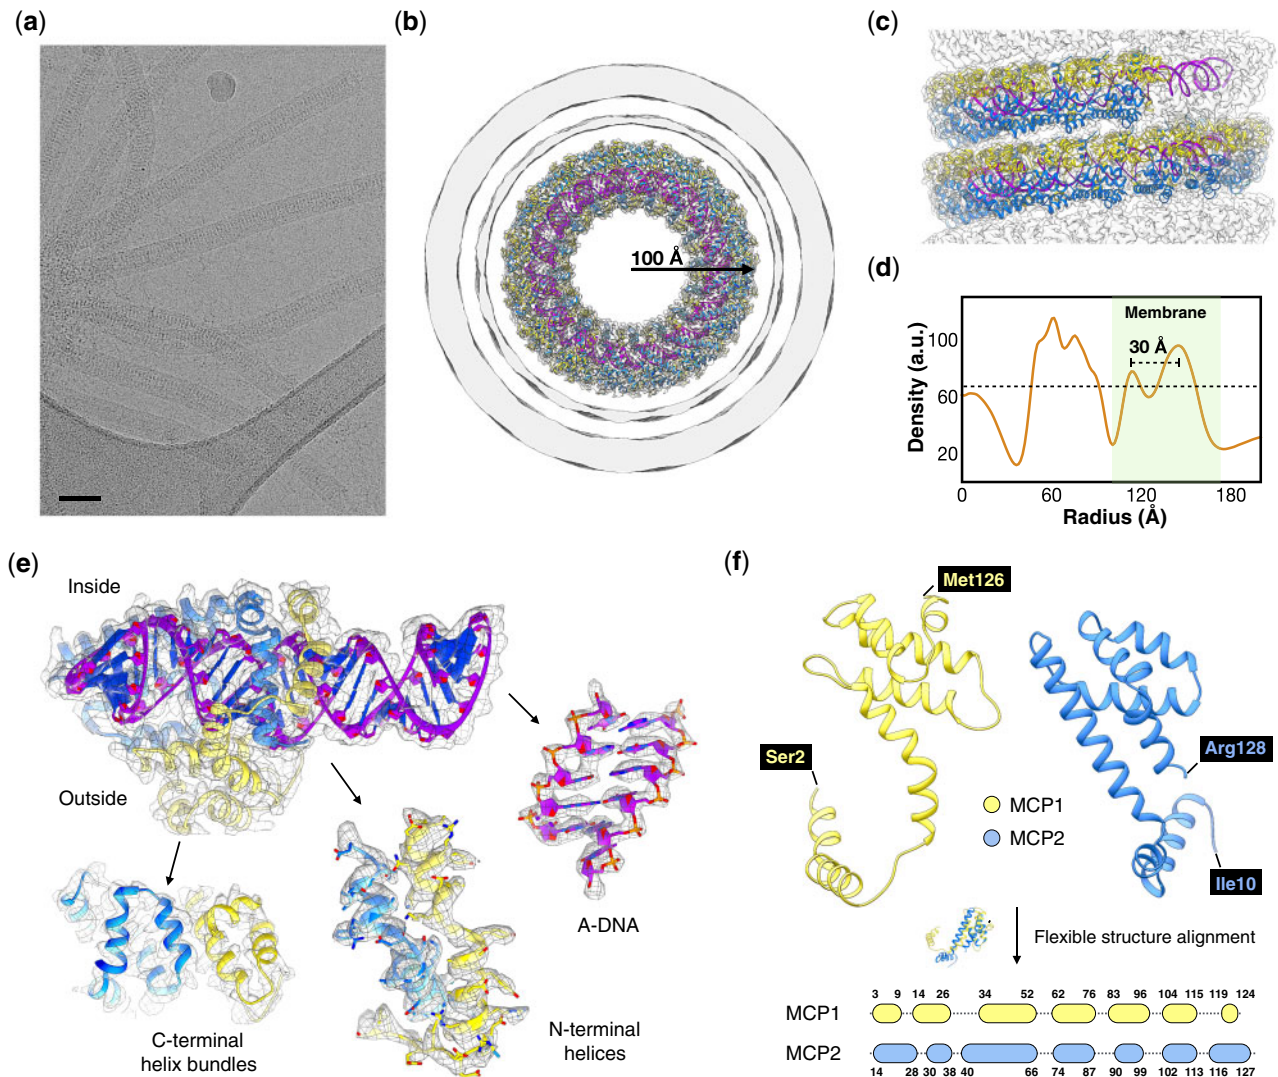 (a)
(b)
100 Å
(c)
(d)
Membrane
30 Å
Density (a.u.)
100
60
20
0 60 120 180
Radius (Å)
(e)
Inside
Outside
C-terminal
helix bundles
N-terminal
helices
A-DNA
(f)
Met126
Ser2
Arg128
Ile10
MCP1
MCP2
Flexible structure alignment
3 9 14 26 34 52 62 76 83 96 104 115 119 124
MCP1
MCP2
14 28 30 38 40 66 74 87 90 99 102 113 116 127